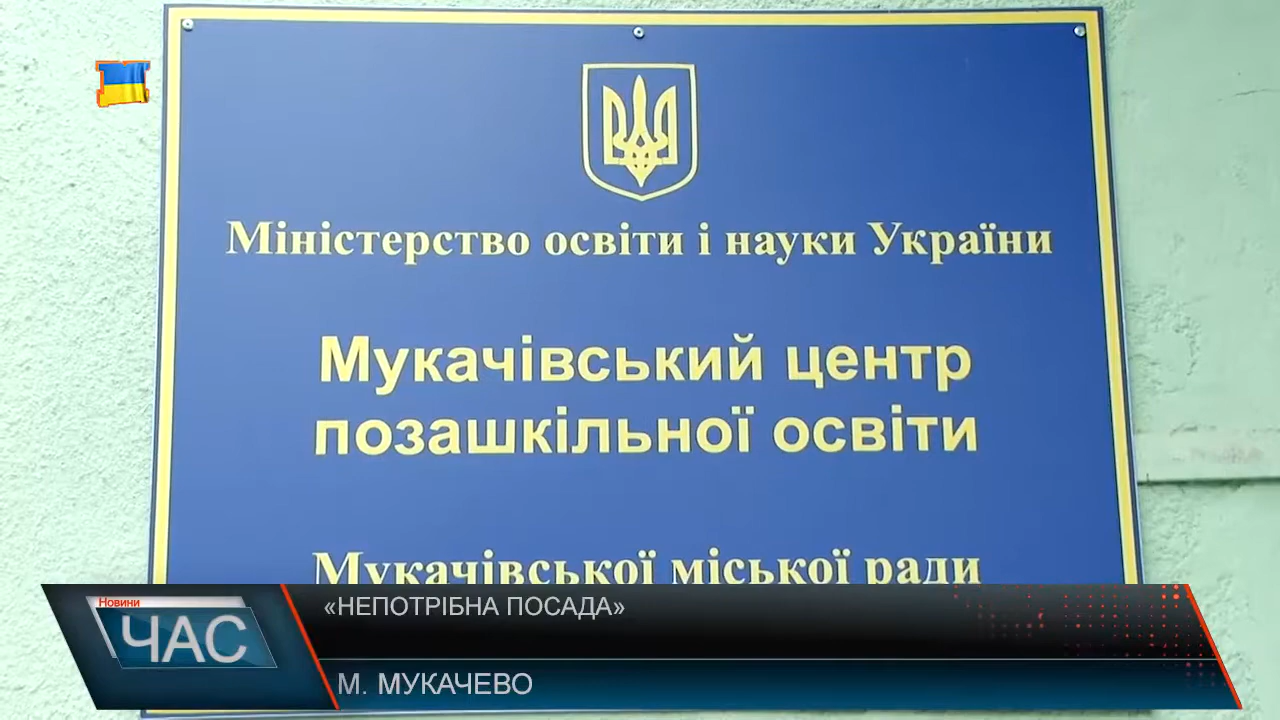 Міністерство освіти і науки України
Мукачівський центр
позашкільної освіти
Мукачівської міської ради
Новини
ЧАС
«НЕПОТРІБНА ПОСАДА»
М. МУКАЧЕВО